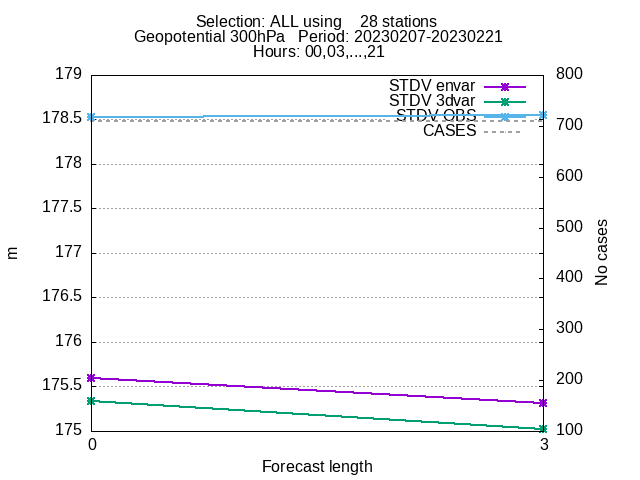 Selection: ALL using 28 stations
Geopotential 300hPa Period: 20230207-20230221
Hours: 00,03,...,21
179
178.5
178
177.5
177
176.5
176
175.5
175
m
800
700
600
500
400
300
200
100
No cases
STDV envar
STDV 3dvar
STDV OBS
CASES
0
3
Forecast length